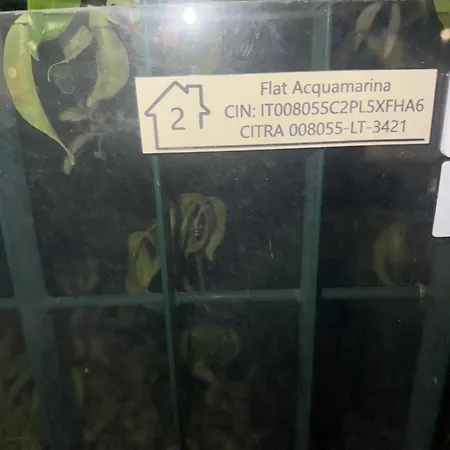 Flat Acquamarina
2
CIN: IT008055C2PL5XFHA6
CITRA 008055-LT-3421